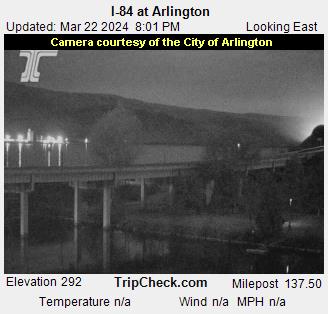 I-84 at Arlington
Updated: Mar 22 2024 8:01 PM Looking East
Camera courtesy of the City of Arlington
Elevation 292 TripCheck.com Milepost 137.50
Temperature n/a Wind n/a MPH n/a